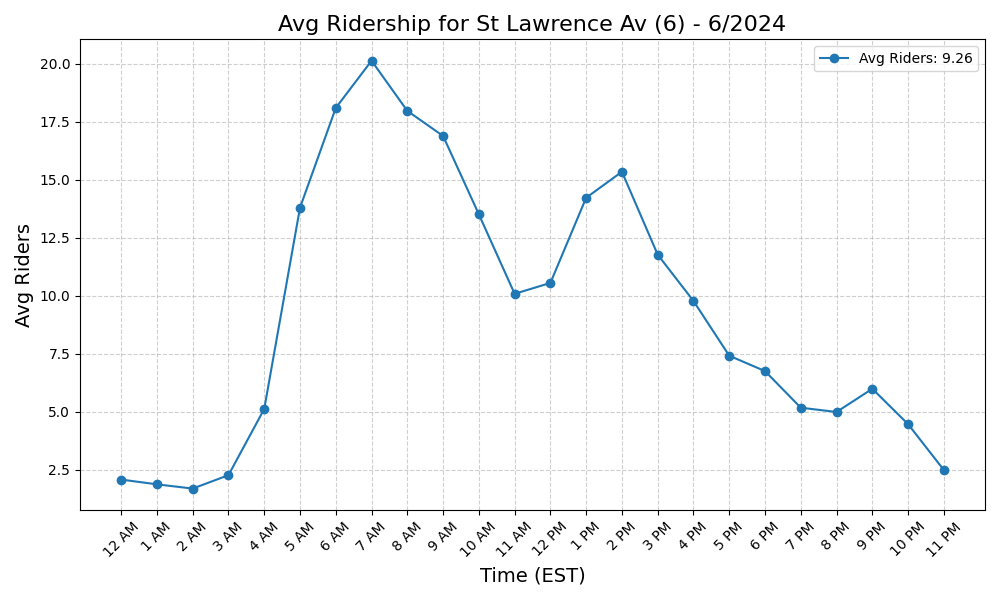 Avg Ridership for St Lawrence Av (6) - 6/2024
Avg Riders: 9.26
Avg Riders
20.0
17.5
15.0
12.5
10.0
7.5
5.0
2.5
12 AM
1 AM
2 AM
3 AM
4 AM
5 AM
6 AM
7 AM
8 AM
9 AM
10 AM
11 AM
12 PM
1 PM
2 PM
3 PM
4 PM
5 PM
6 PM
7 PM
8 PM
9 PM
10 PM
11 PM
Time (EST)